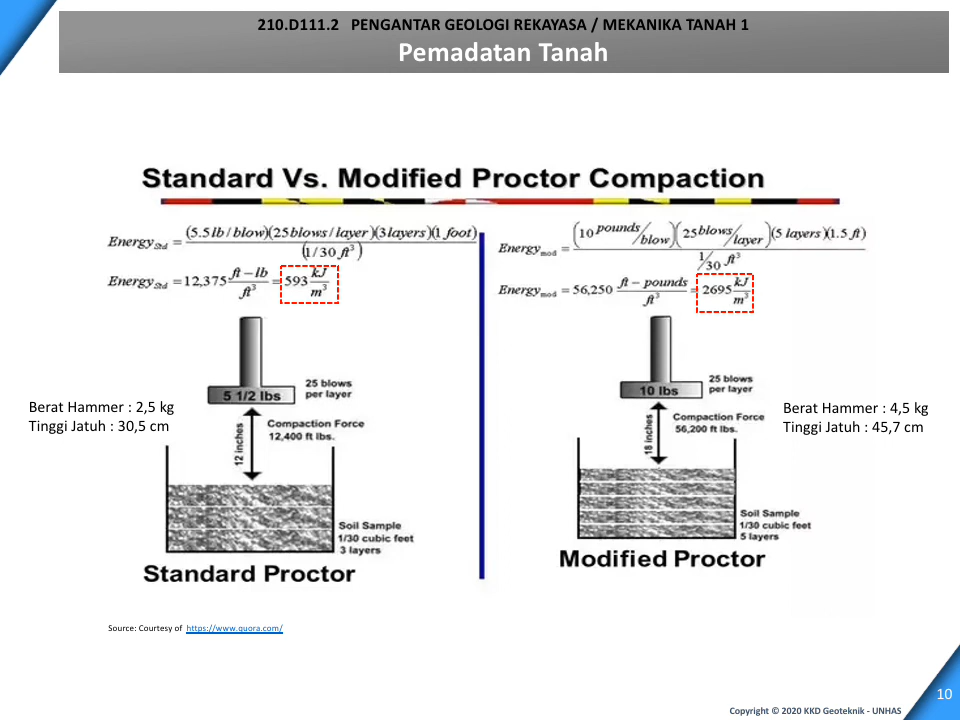 210.D111.2 PENGANTAR GEOLOGI REKAYASA / MEKANIKA TANAH 1
Pemadatan Tanah
Standard Vs. Modified Proctor Compaction
Energy_Std = (5.5 lb / blow)(25 blows / layer)(3 layers)(1 foot) / (1/30 ft³)
Energy_Std = 12,375 ft – lb / ft³ = 593 kJ / m³
25 blows
per layer
5 1/2 lbs
Berat Hammer : 2,5 kg
Tinggi Jatuh : 30,5 cm
Compaction Force
12,400 ft lbs.
12 inches
Soil Sample
1/30 cubic feet
3 layers
Standard Proctor
Energy_mod = (10 pounds/blow)(25 blows/layer)(5 layers)(1.5 ft) / 1/30 ft³
Energy_mod = 56,250 ft – pounds / ft³ = 2695 kJ / m³
25 blows
per layer
10 lbs
Compaction Force
56,200 ft lbs.
18 inches
Berat Hammer : 4,5 kg
Tinggi Jatuh : 45,7 cm
Soil Sample
1/30 cubic feet
5 layers
Modified Proctor
Source: Courtesy of https://www.quora.com/
10
Copyright © 2020 KKD Geoteknik - UNHAS